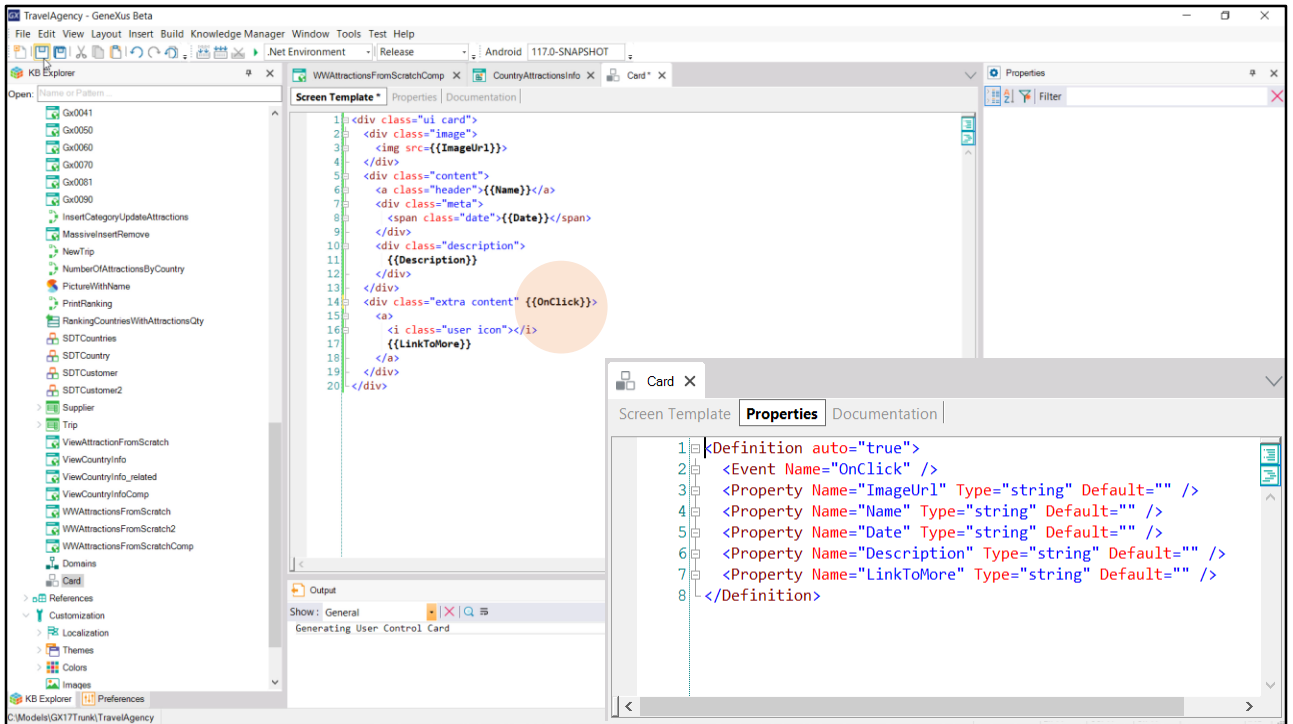 TravelAgency - GeneXus Beta
File Edit View Layout Insert Build Knowledge Manager Window Tools Test Help
.Net Environment Release Android 117.0-SNAPSHOT
KB Explorer
Open: Name or Pattern...
Gx0041
Gx0050
Gx0060
Gx0070
Gx0081
Gx0090
InsertCategoryUpdateAttractions
MassiveInsertRemove
NewTrip
NumberOfAttractionsByCountry
PictureWithName
PrintRanking
RankingCountriesWithAttractionsQty
SDTCountries
SDTCountry
SDTCustomer
SDTCustomer2
Supplier
Trip
ViewAttractionFromScratch
ViewCountryInfo
ViewCountryInfo_related
ViewCountryInfoComp
WWAttractionsFromScratch
WWAttractionsFromScratch2
WWAttractionsFromScratchComp
Domains
Card
References
Customization
Localization
Themes
Colors
Images
KB Explorer Preferences
C:\Models\GX17Trunk\TravelAgency
WWAttractionsFromScratchComp CountryAttractionsInfo Card*
Screen Template * Properties Documentation
1 <div class="ui card">
2 <div class="image">
3 <img src={{ImageUrl}}>
4 </div>
5 <div class="content">
6 <a class="header">{{Name}}</a>
7 <div class="meta">
8 <span class="date">{{Date}}</span>
9 </div>
10 <div class="description">
11 {{Description}}
12 </div>
13 </div>
14 <div class="extra content" {{OnClick}}>
15 <a>
16 <i class="user icon"></i>
17 {{LinkToMore}}
18 </a>
19 </div>
20 </div>
Output
Show: General
Generating User Control Card
Properties
Filter
Card
Screen Template Properties Documentation
1 <Definition auto="true">
2 <Event Name="OnClick" />
3 <Property Name="ImageUrl" Type="string" Default="" />
4 <Property Name="Name" Type="string" Default="" />
5 <Property Name="Date" Type="string" Default="" />
6 <Property Name="Description" Type="string" Default="" />
7 <Property Name="LinkToMore" Type="string" Default="" />
8 </Definition>